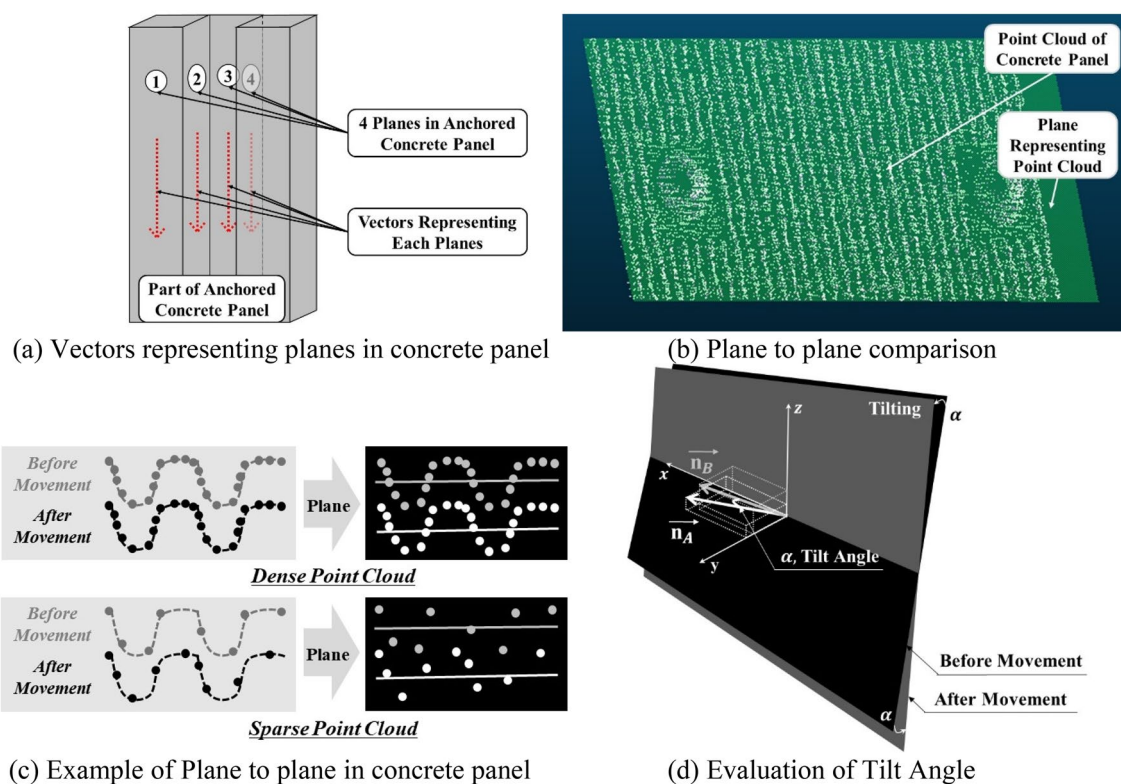 1
2
3
4
4 Planes in Anchored
Concrete Panel
Vectors Representing
Each Planes
Part of Anchored
Concrete Panel
(a) Vectors representing planes in concrete panel
Point Cloud of
Concrete Panel
Plane
Representing
Point Cloud
(b) Plane to plane comparison
Before
Movement
After
Movement
Plane
Dense Point Cloud
Before
Movement
After
Movement
Plane
Sparse Point Cloud
(c) Example of Plane to plane in concrete panel
Tilting
α
z
n_B
x
n_A
y
α, Tilt Angle
Before Movement
After Movement
α
(d) Evaluation of Tilt Angle